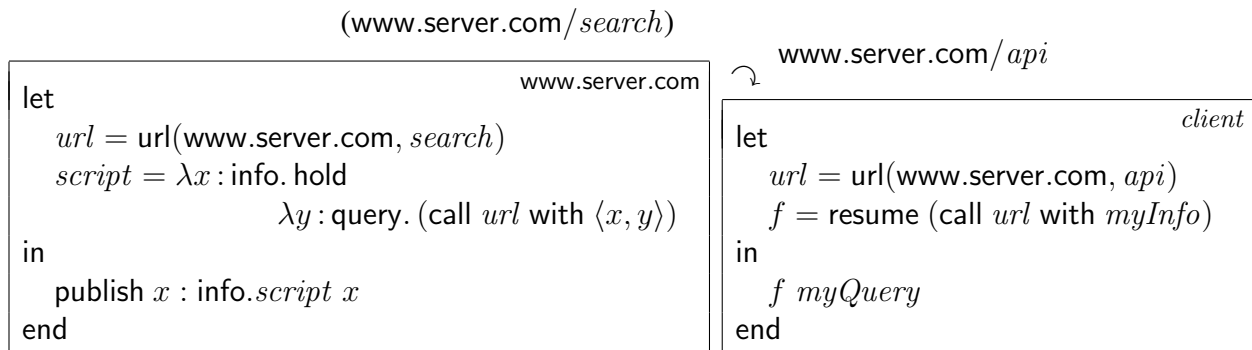 (www.server.com/search)
www.server.com
let
url = url(www.server.com, search)
script = λx : info. hold
λy : query. (call url with ⟨x, y⟩)
in
publish x : info.script x
end
www.server.com/api
client
let
url = url(www.server.com, api)
f = resume (call url with myInfo)
in
f myQuery
end